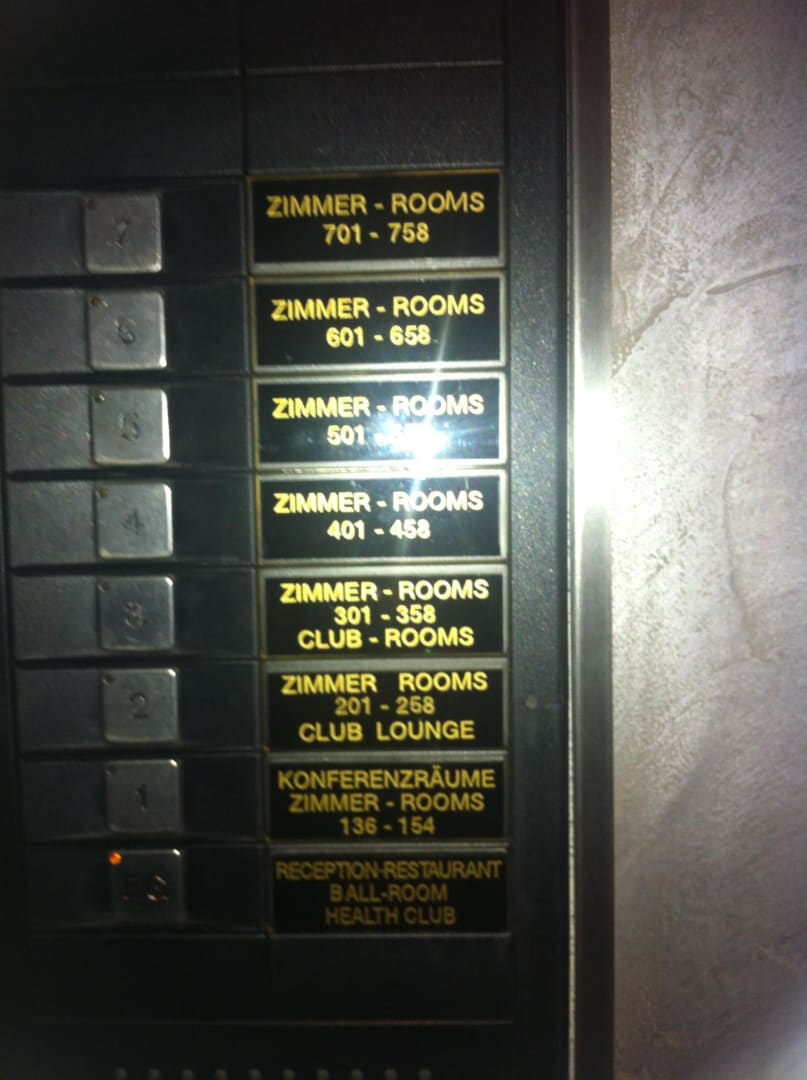 7
ZIMMER - ROOMS
701 - 758
6
ZIMMER - ROOMS
601 - 658
5
ZIMMER - ROOMS
501 -
4
ZIMMER - ROOMS
401 - 458
3
ZIMMER - ROOMS
301 - 358
CLUB - ROOMS
2
ZIMMER ROOMS
201 - 258
CLUB LOUNGE
1
KONFERENZRÄUME
ZIMMER - ROOMS
136 - 154
RECEPTION-RESTAURANT
BALL-ROOM
HEALTH CLUB